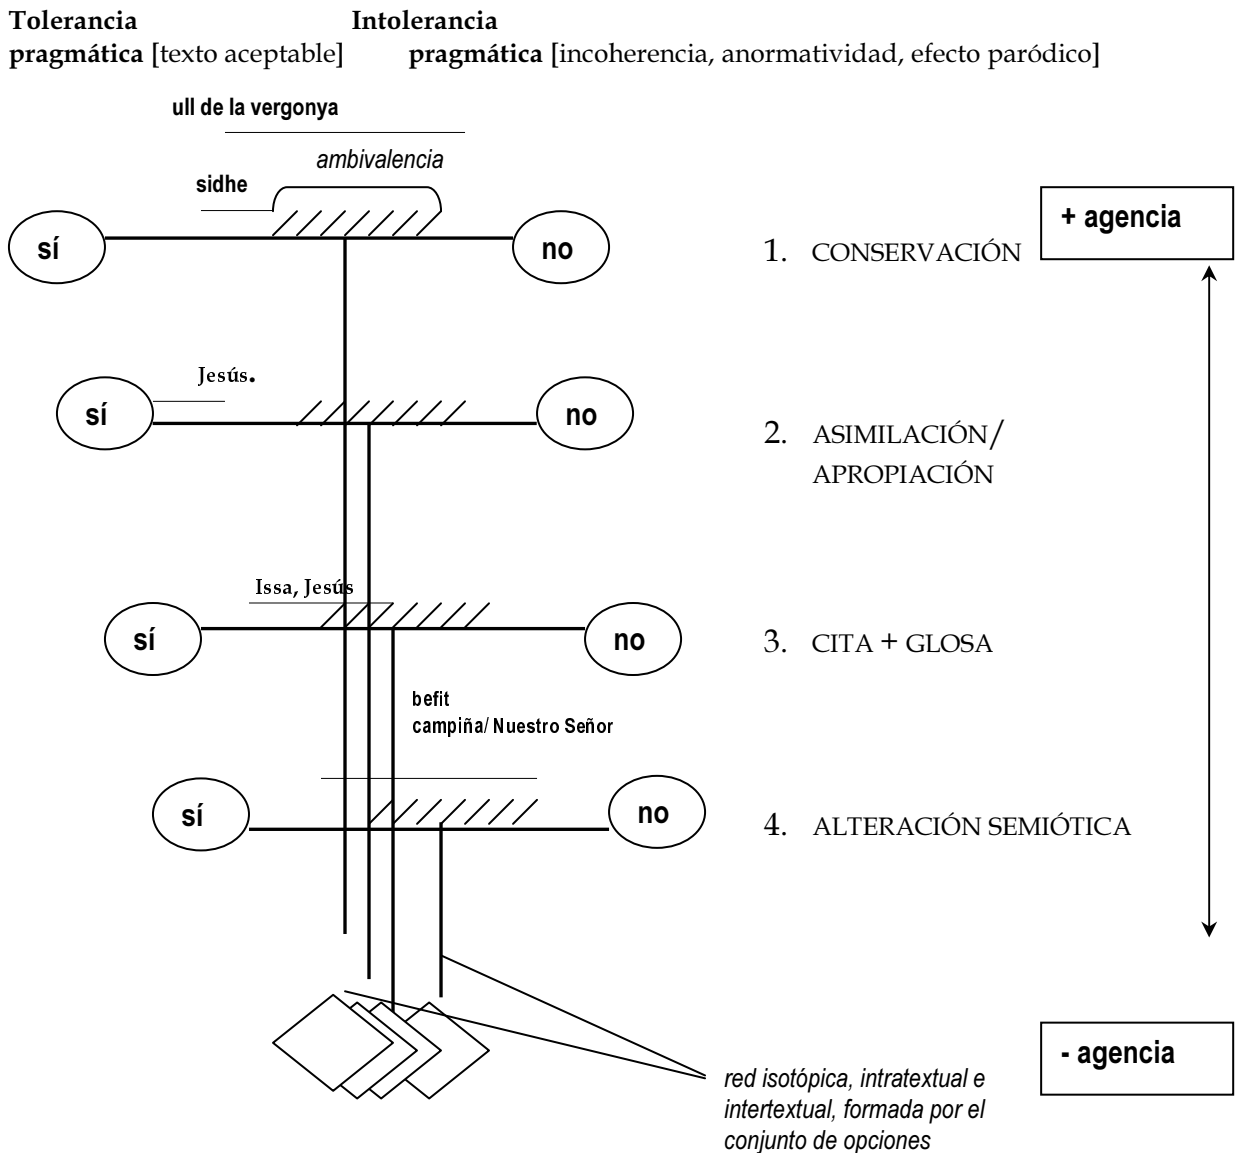 Tolerancia Intolerancia
pragmática [texto aceptable] pragmática [incoherencia, anormatividad, efecto paródico]
ull de la vergonya
ambivalencia
sidhe
sí
no
1. CONSERVACIÓN
+ agencia
Jesús.
sí
no
2. ASIMILACIÓN/
APROPIACIÓN
Issa, Jesús
sí
no
3. CITA + GLOSA
befit
campiña/ Nuestro Señor
sí
no
4. ALTERACIÓN SEMIÓTICA
- agencia
red isotópica, intratextual e
intertextual, formada por el
conjunto de opciones